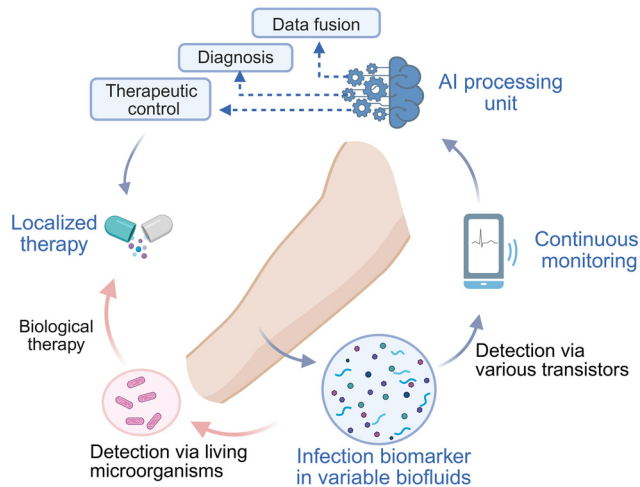 Data fusion
Diagnosis
Therapeutic
control
AI processing
unit
Localized
therapy
Continuous
monitoring
Biological
therapy
Detection via
various transistors
Detection via living
microorganisms
Infection biomarker
in variable biofluids